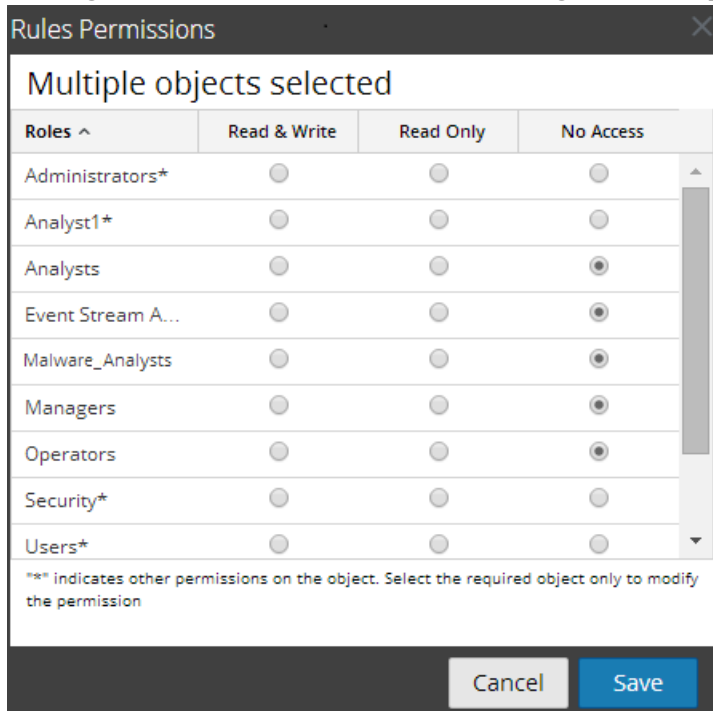 Rules Permissions
Multiple objects selected
Roles Read & Write Read Only No Access
Administrators*
Analyst1*
Analysts
Event Stream A...
Malware_Analysts
Managers
Operators
Security*
Users*
"*" indicates other permissions on the object. Select the required object only to modify
the permission
Cancel Save